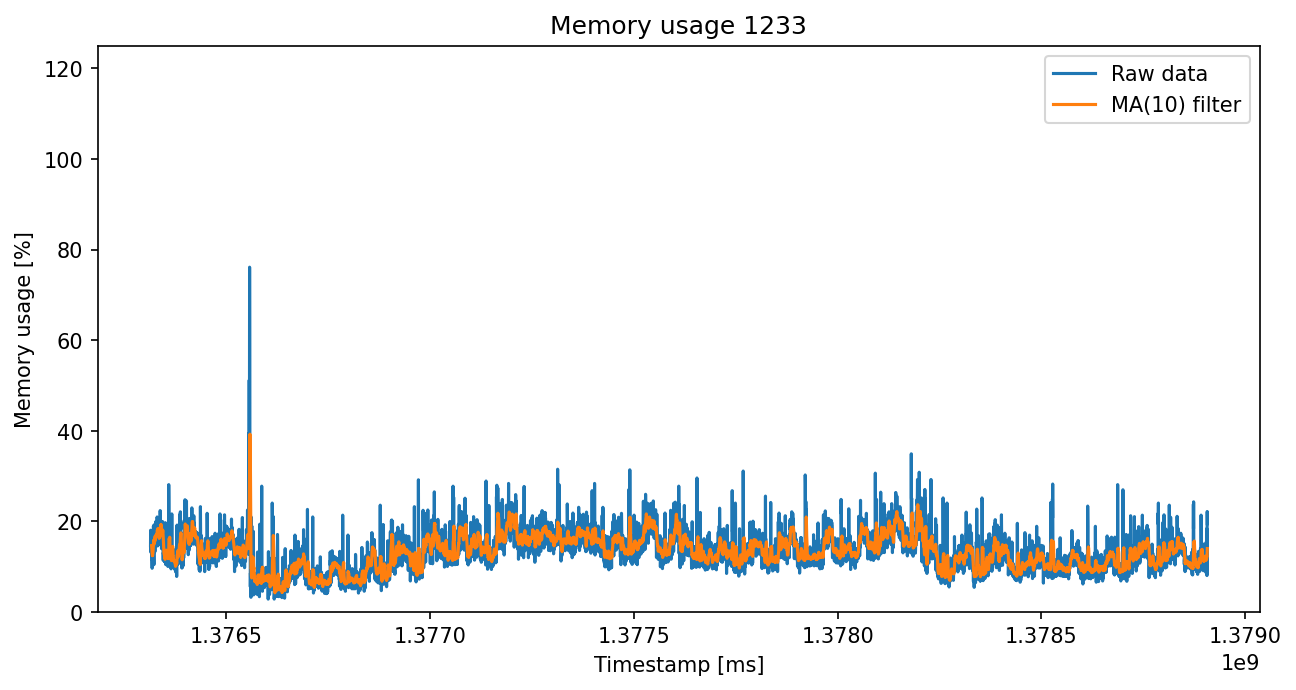 Memory usage 1233
Raw data
MA(10) filter
Memory usage [%]
120
100
80
60
40
20
0
1.3765 1.3770 1.3775 1.3780 1.3785 1.3790
1e9
Timestamp [ms]